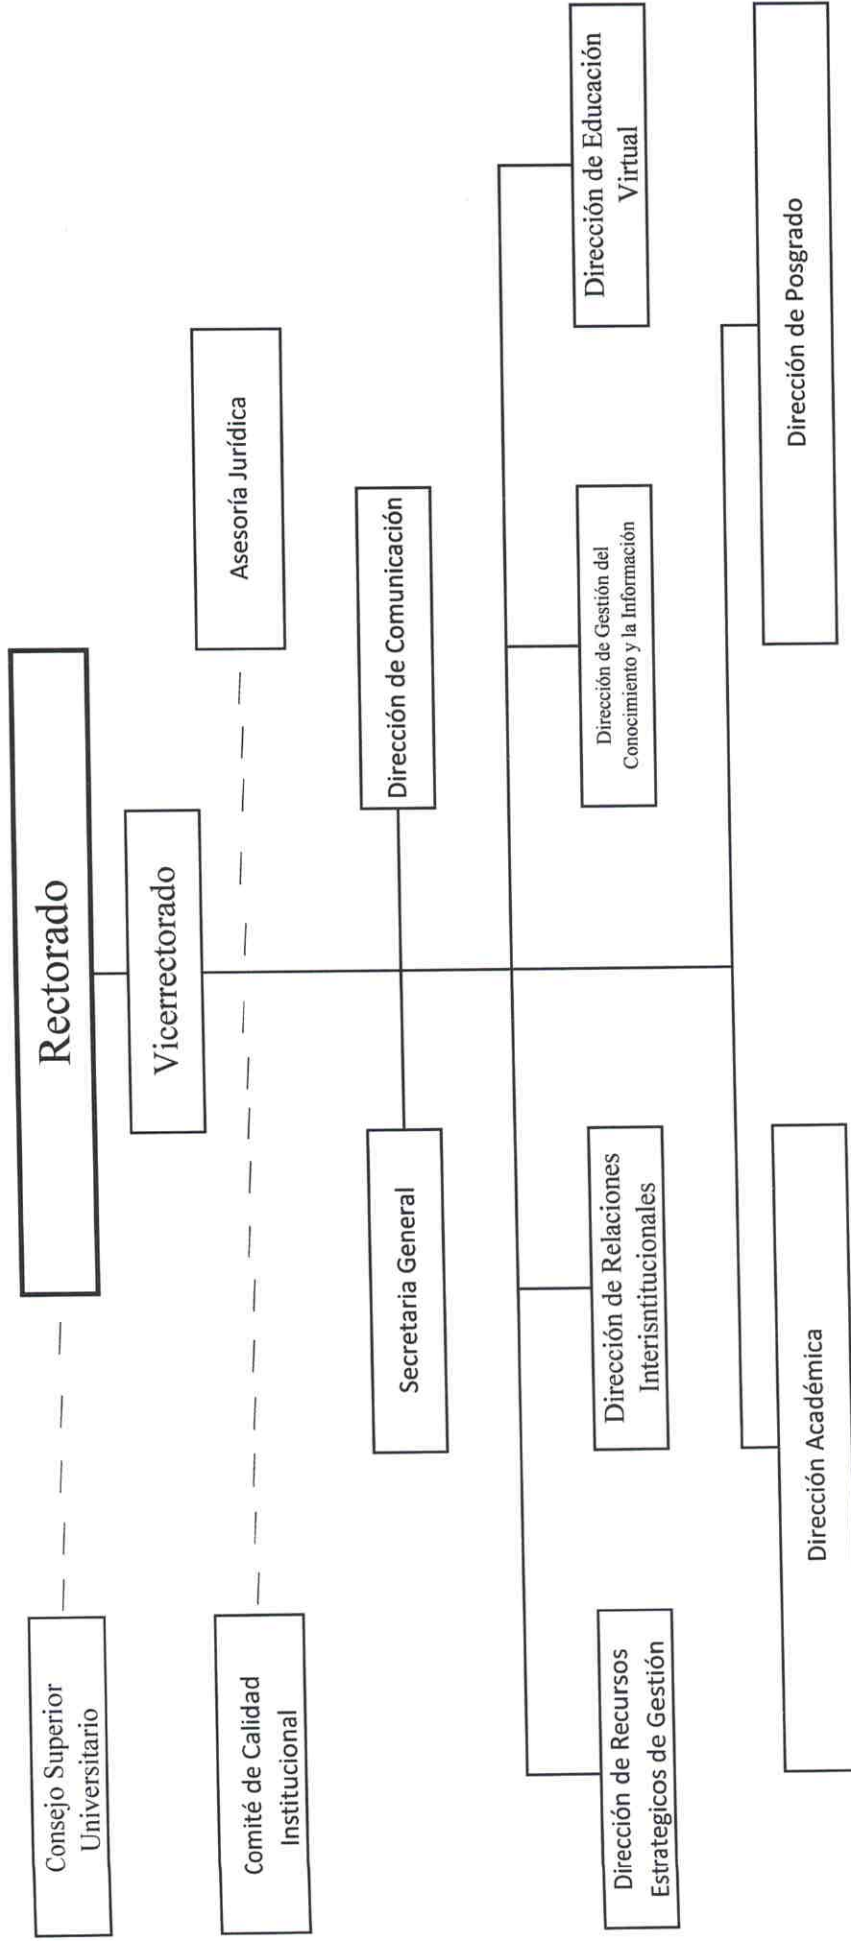 Rectorado
Consejo Superior
Universitario
Vicerrectorado
Asesoría Jurídica
Comité de Calidad
Institucional
Dirección de Comunicación
Secretaria General
Dirección de Recursos
Estrategicos de Gestión
Dirección de Relaciones
Interisntitucionales
Dirección de Gestión del
Conocimiento y la Información
Dirección de Educación
Virtual
Dirección Académica
Dirección de Posgrado